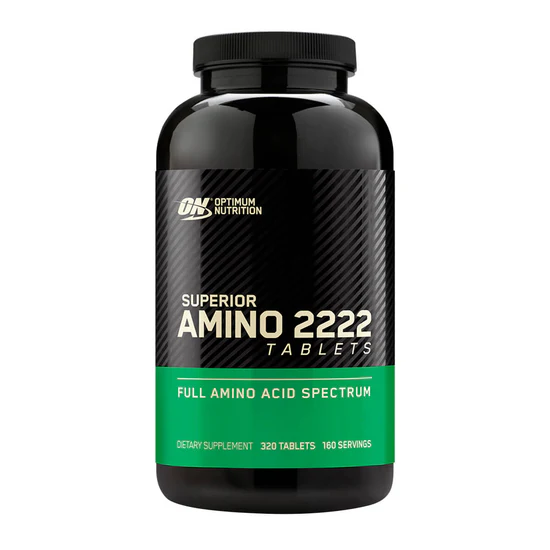 ON OPTIMUM
NUTRITION
SUPERIOR
AMINO 2222
TABLETS
FULL AMINO ACID SPECTRUM
DIETARY SUPPLEMENT 320 TABLETS 160 SERVINGS